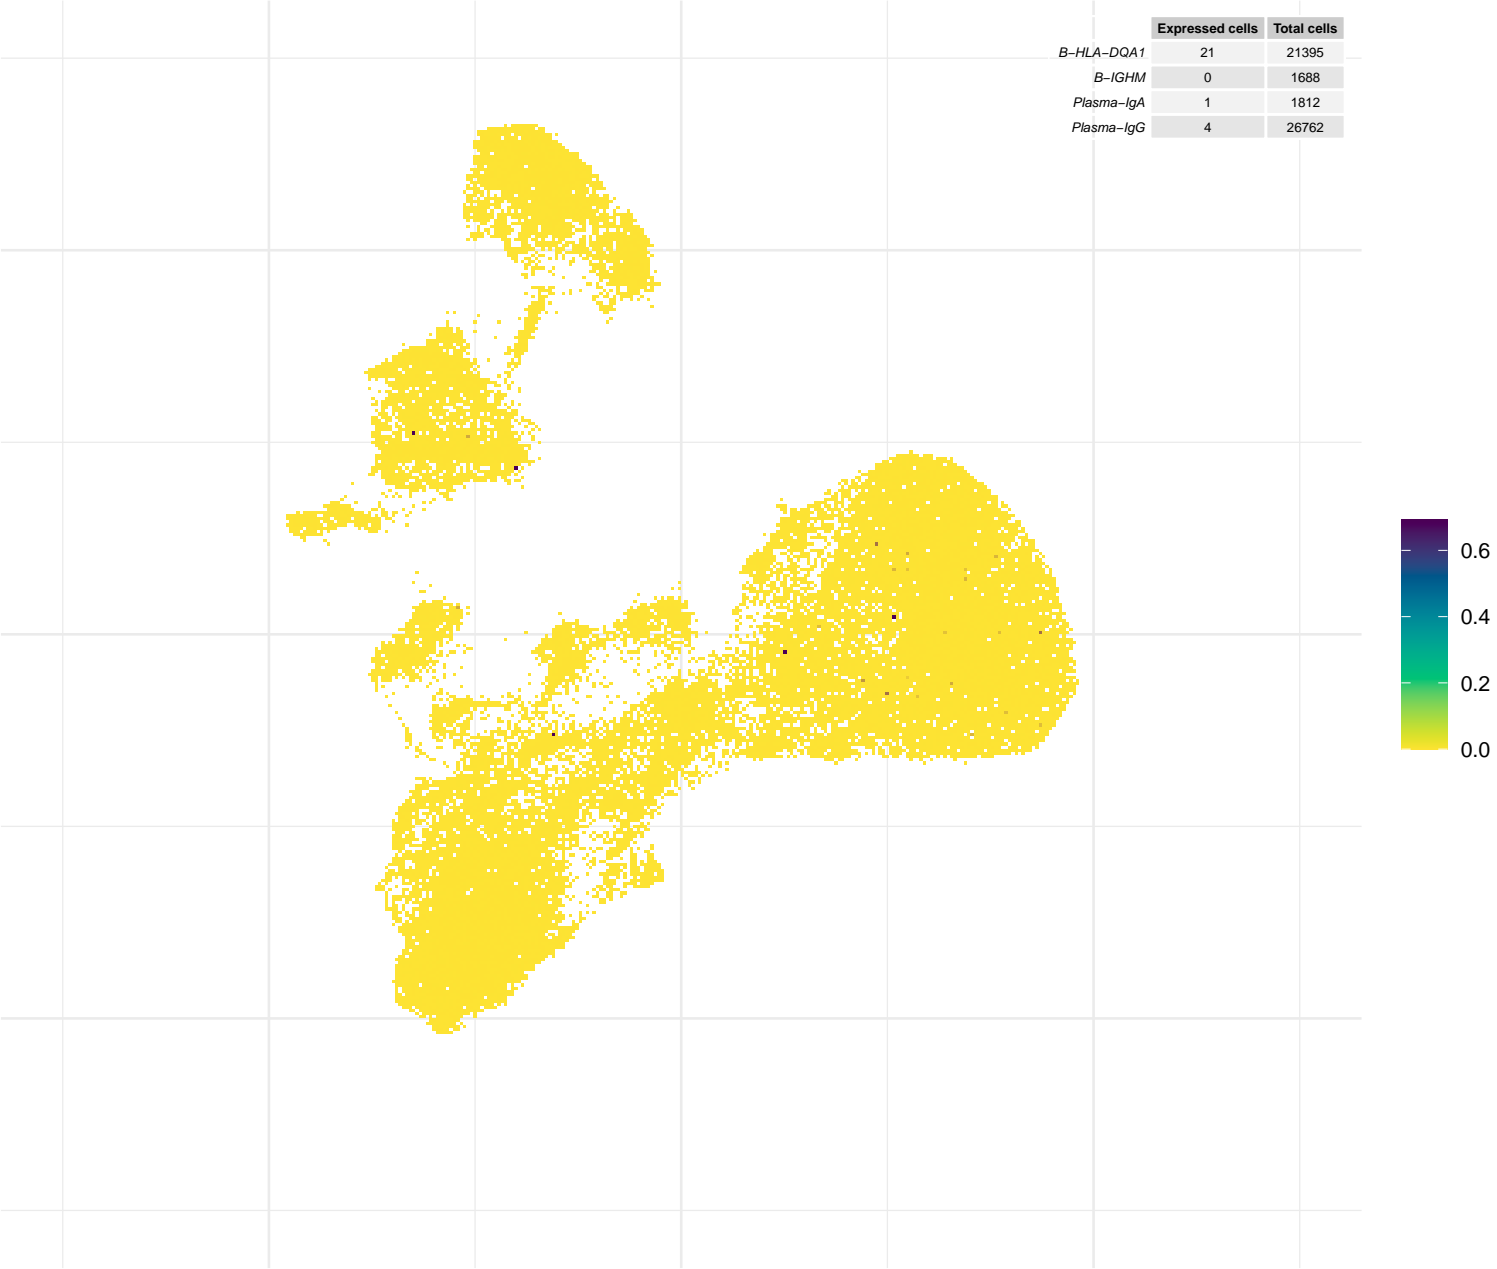 Expressed cells Total cells
B−HLA−DQA1 21 21395
B−IGHM 0 1688
Plasma−IgA 1 1812
Plasma−IgG 4 26762
0.6
0.4
0.2
0.0